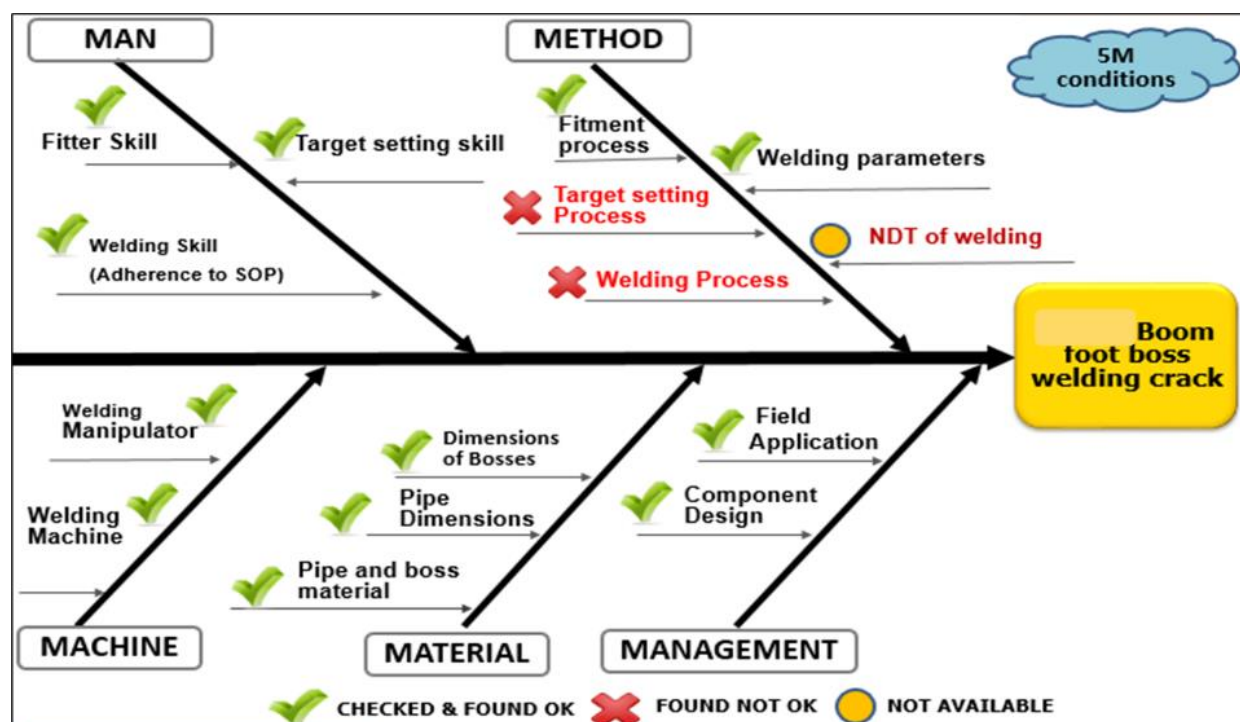 MAN
METHOD
5M
conditions
Fitter Skill
Target setting skill
Fitment
process
Welding parameters
Target setting
Process
NDT of welding
Welding Skill
(Adherence to SOP)
Welding Process
Boom
foot boss
welding crack
Welding
Manipulator
Dimensions
of Bosses
Field
Application
Welding
Machine
Pipe
Dimensions
Component
Design
Pipe and boss
material
MACHINE
MATERIAL
MANAGEMENT
CHECKED & FOUND OK
FOUND NOT OK
NOT AVAILABLE